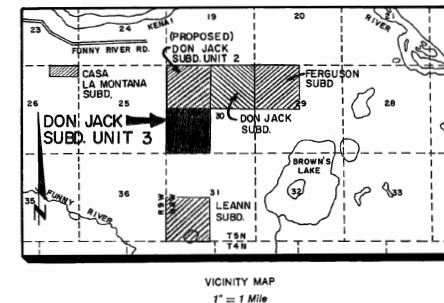 23
24
KENAI
19
20
RIVER
21
FUNNY RIVER RD.
(PROPOSED)
DON JACK
SUBD. UNIT 2
CASA
LA MONTANA
SUBD.
FERGUSON
SUBD
26
25
30
29
28
DON JACK
SUBD.
DON JACK
SUBD. UNIT 3
BROWN'S
LAKE
35
FUNNY
RIVER
N
36
R9W
R8W
31
32
33
LEANN
SUBD.
T5N
T4N
VICINITY MAP
1" = 1 Mile